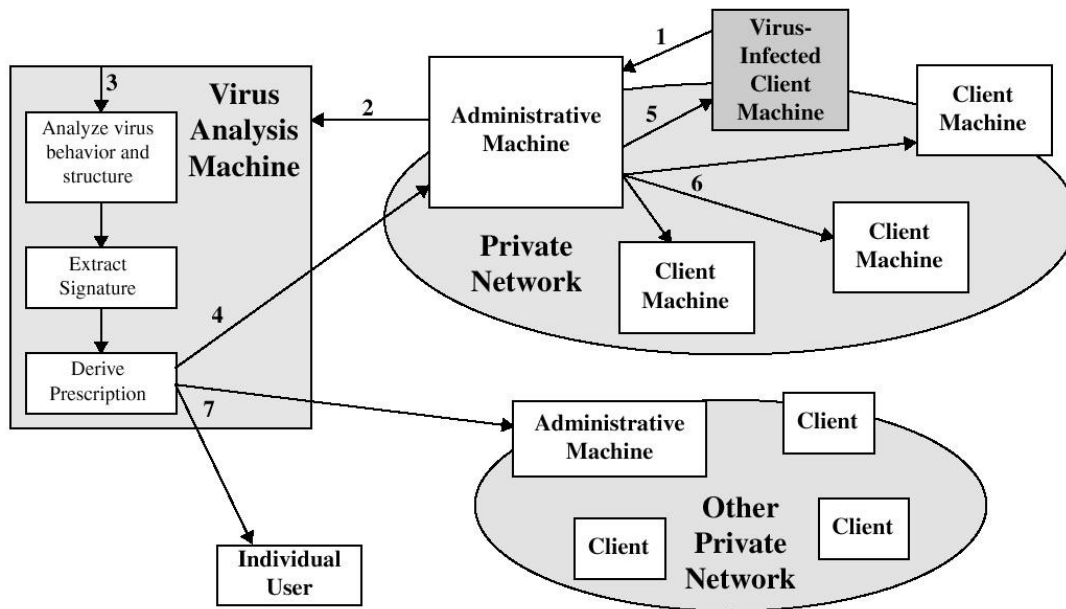 1
Virus-
Infected
Client
Machine
3
Virus
Analysis
Machine
Analyze virus
behavior and
structure
2
Administrative
Machine
5
Client
Machine
6
Extract
Signature
Private
Network
Client
Machine
Client
Machine
4
Derive
Prescription
7
Administrative
Machine
Client
Other
Private
Network
Client
Client
Individual
User